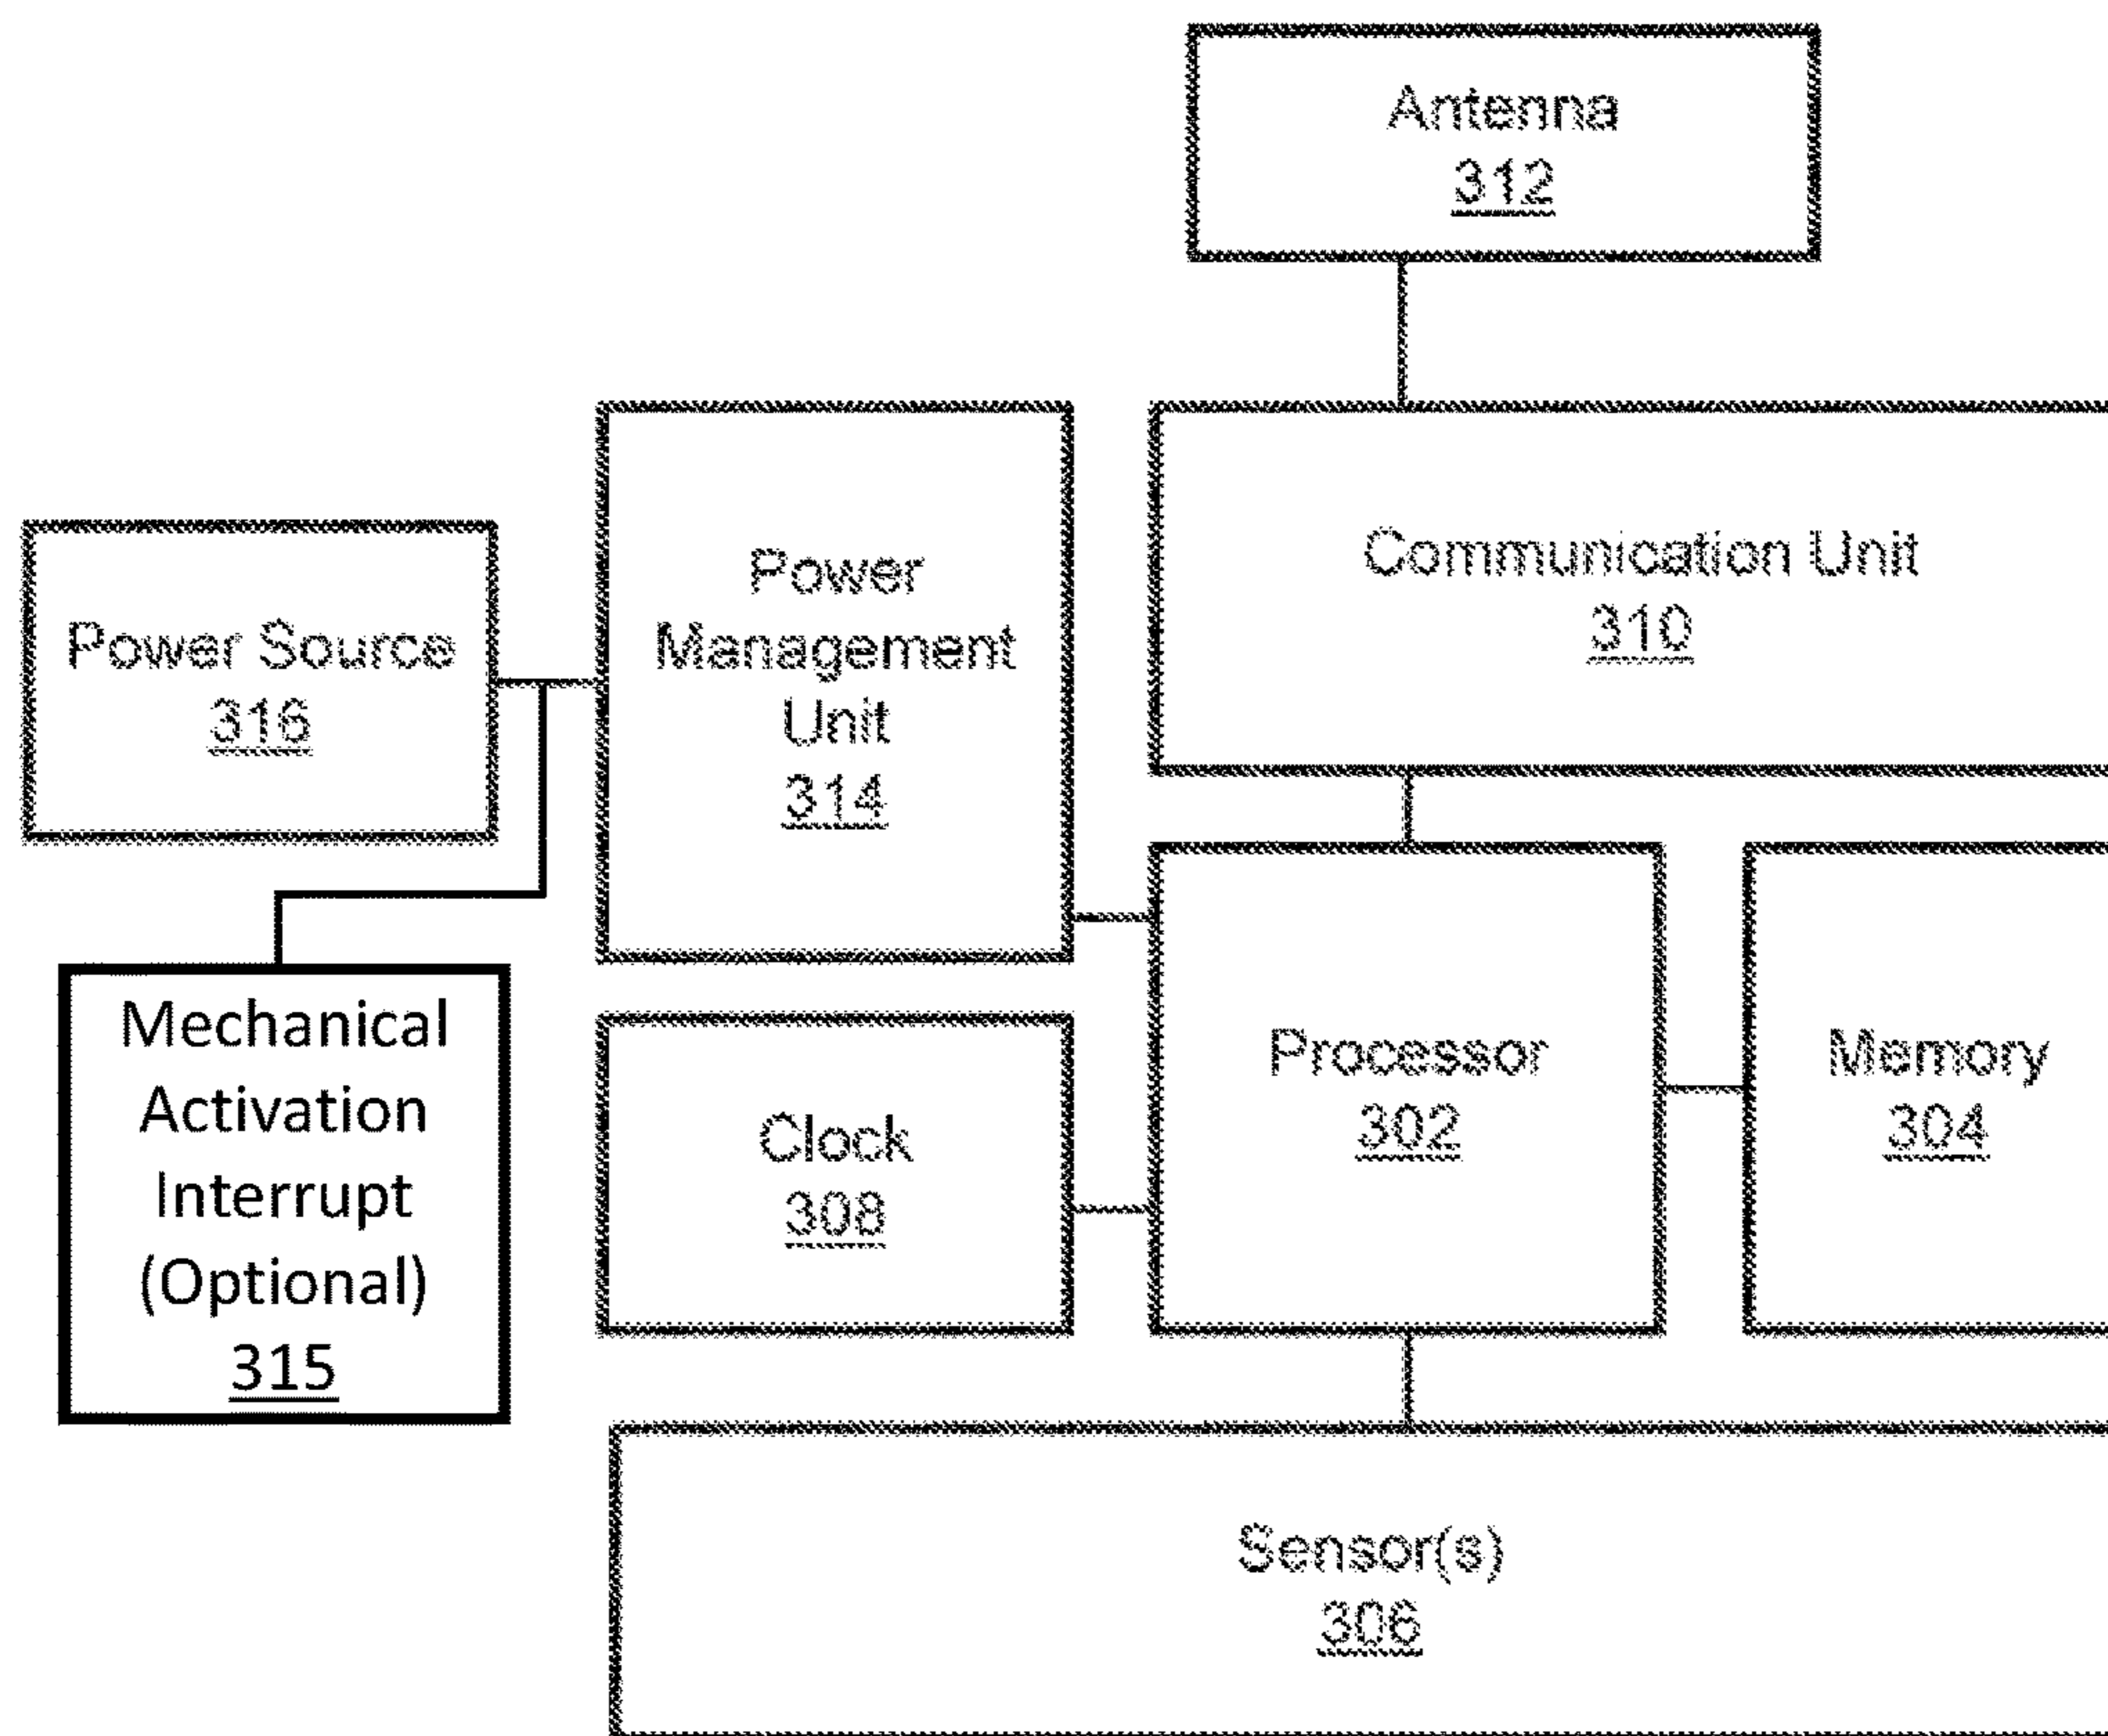 Antenna
312
Communication Unit
310
Power
Management
Unit
314
Power Source
316
Mechanical
Activation
Interrupt
(Optional)
315
Clock
308
Processor
302
Memory
304
Sensor(s)
306